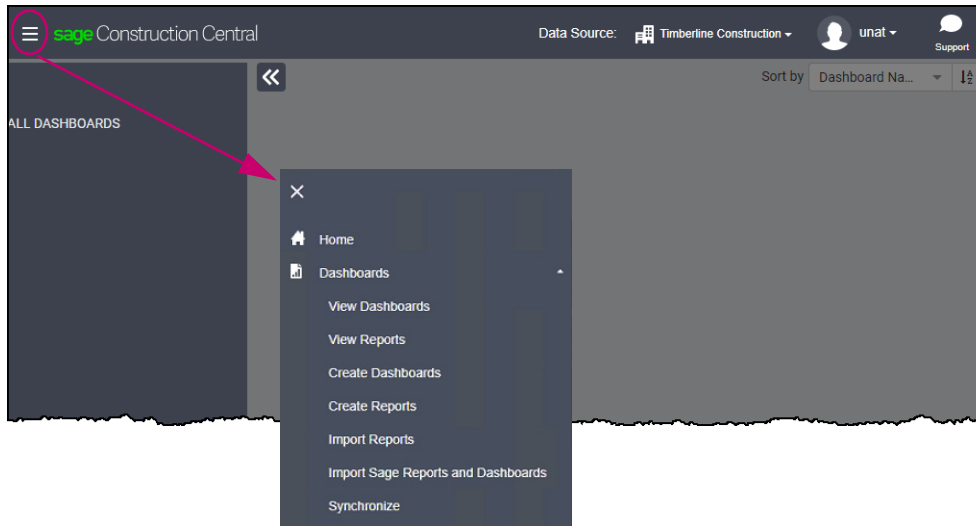 sage Construction Central
Data Source: Timberline Construction unat Support
Sort by Dashboard Na...
ALL DASHBOARDS
Home
Dashboards
View Dashboards
View Reports
Create Dashboards
Create Reports
Import Reports
Import Sage Reports and Dashboards
Synchronize